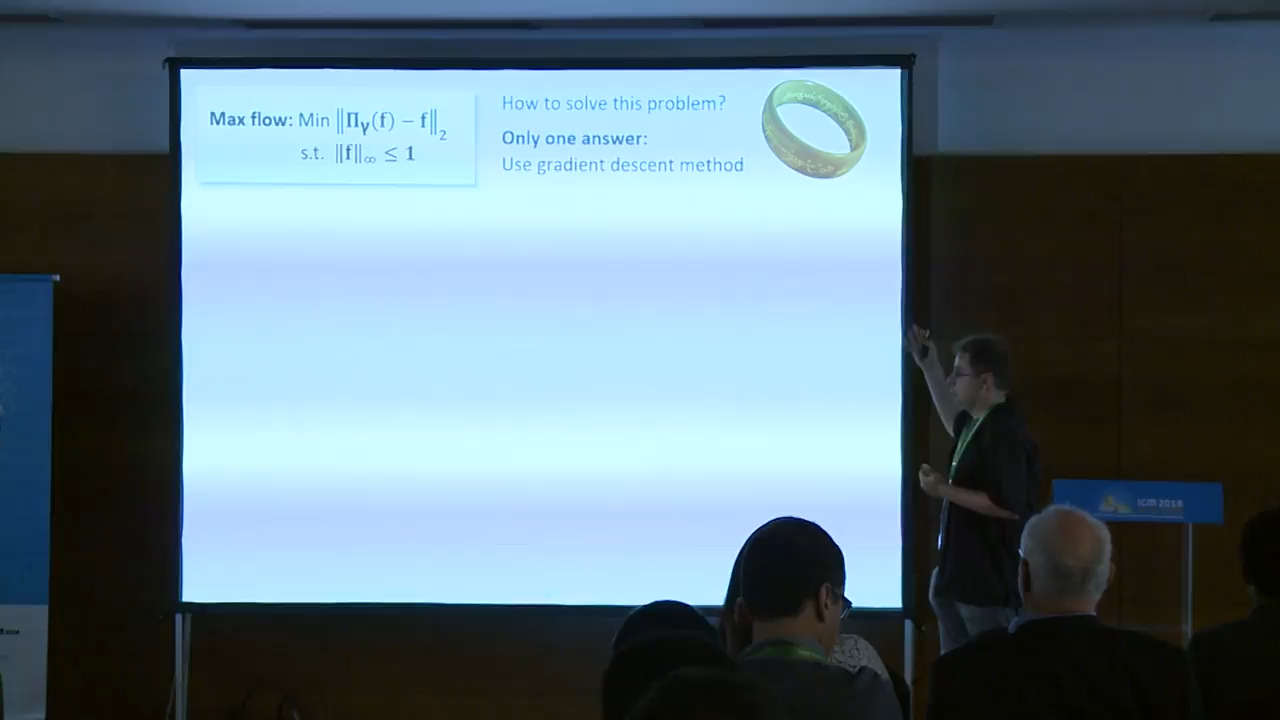 Max flow: Min ‖Π_γ(f) − f‖₂
s.t. ‖f‖_∞ ≤ 1
How to solve this problem?
Only one answer:
Use gradient descent method
ICM 2018